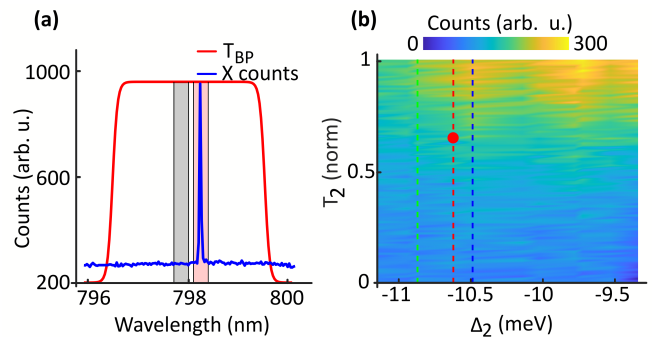 (a)
T_BP
X counts
1000
600
200
Counts (arb. u.)
796
798
800
Wavelength (nm)
(b)
Counts (arb. u.)
0
300
1
0.5
0
T_2 (norm)
-11
-10.5
-10
-9.5
Δ_2 (meV)